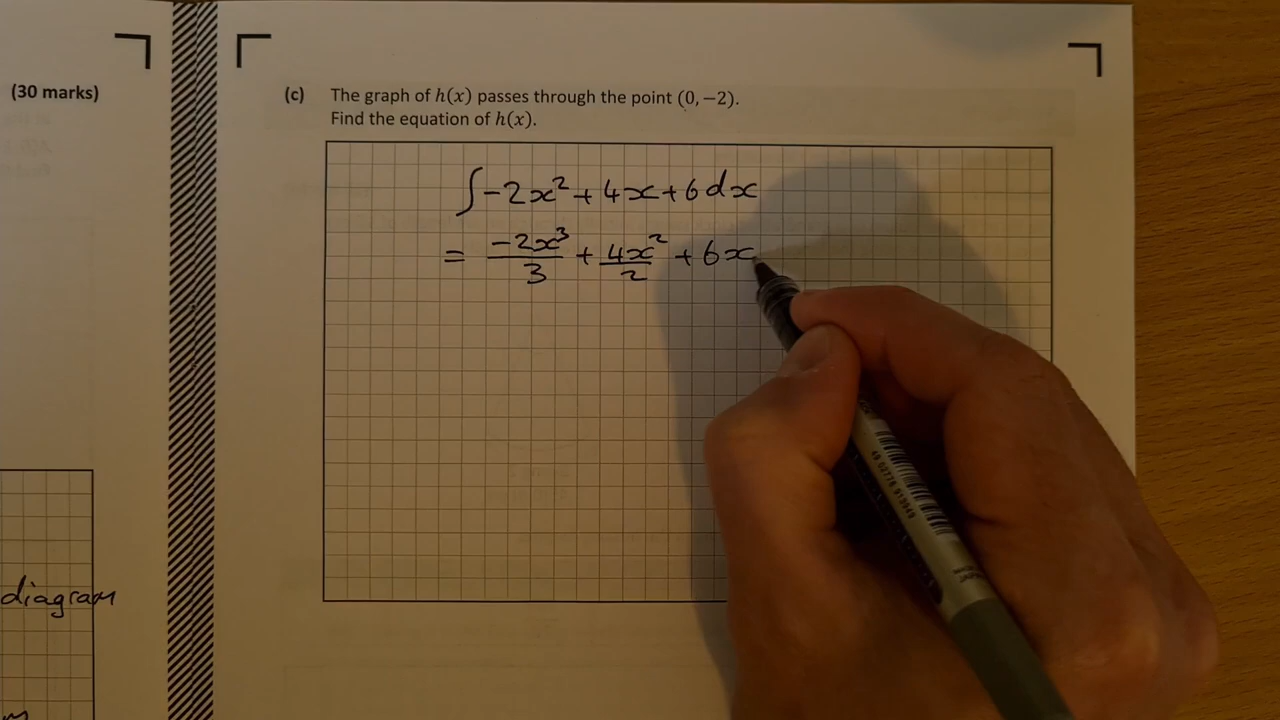 (30 marks)
(c) The graph of h(x) passes through the point (0, −2).
Find the equation of h(x).
∫-2x² + 4x + 6 dx
= -2x³/3 + 4x²/2 + 6x
diagram